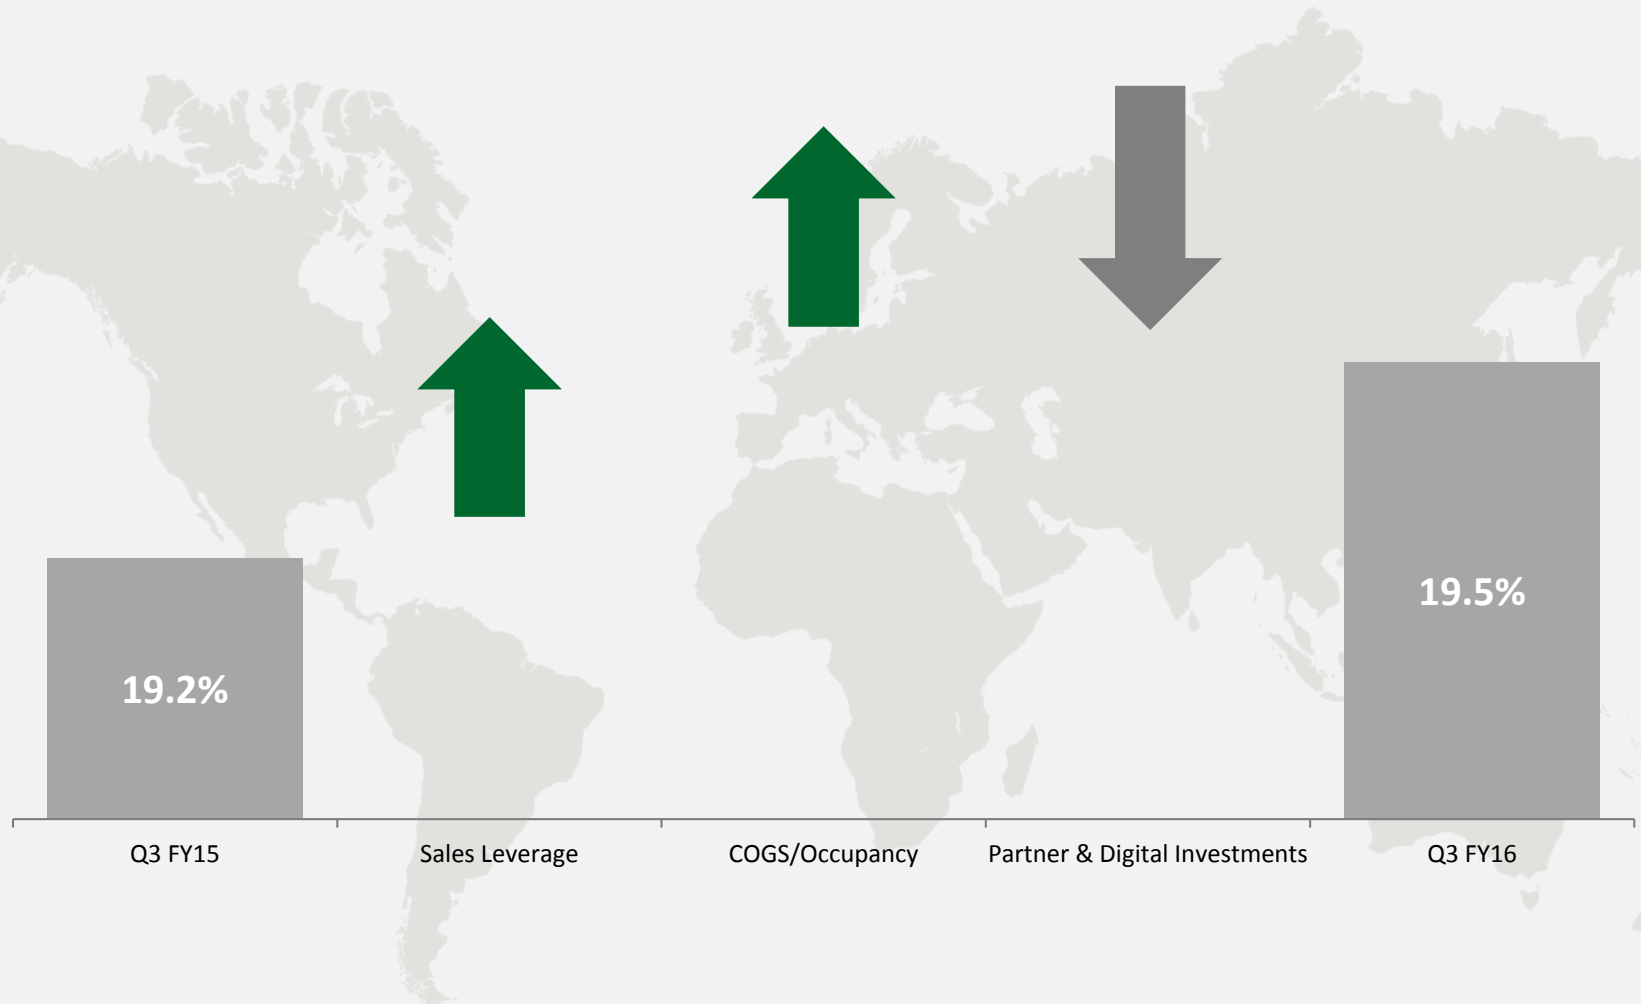 19.2%
19.5%
Q3 FY15
Sales Leverage
COGS/Occupancy
Partner & Digital Investments
Q3 FY16